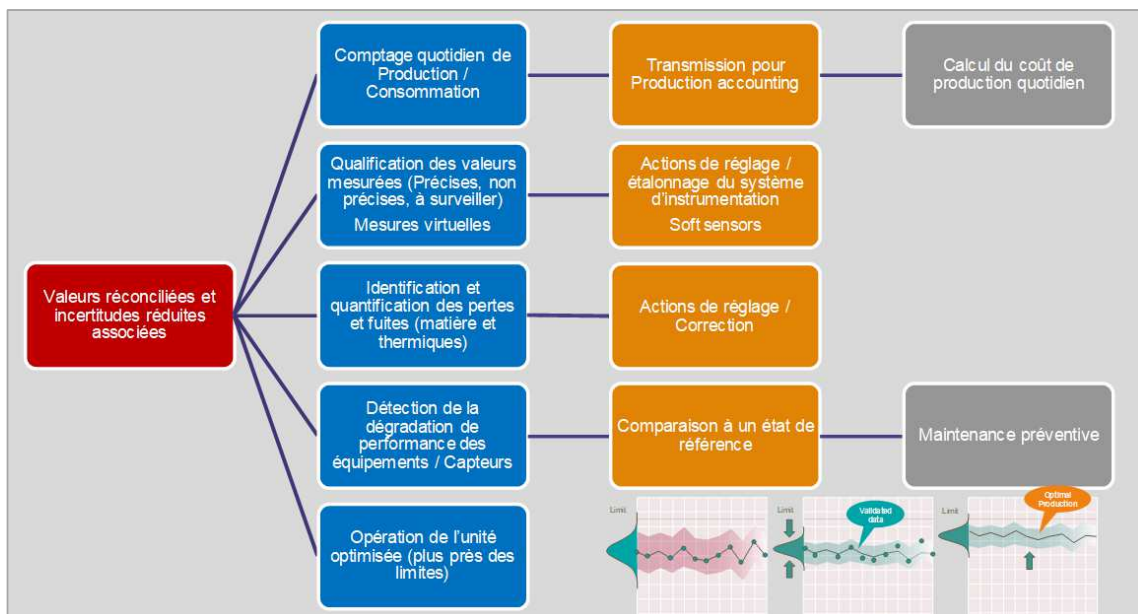 Comptage quotidien de
Production /
Consommation
Transmission pour
Production accounting
Calcul du coût de
production quotidien
Qualification des valeurs
mesurées (Précises, non
précises, à surveiller)
Mesures virtuelles
Actions de réglage /
étalonnage du système
d'instrumentation
Soft sensors
Valeurs réconciliées et
incertitudes réduites
associées
Identification et
quantification des pertes
et fuites (matière et
thermiques)
Actions de réglage /
Correction
Détection de la
dégradation de
performance des
équipements / Capteurs
Comparaison à un état de
référence
Maintenance préventive
Opération de l'unité
optimisée (plus près des
limites)
Limit
Limit
Validated
data
Limit
Optimal
Production